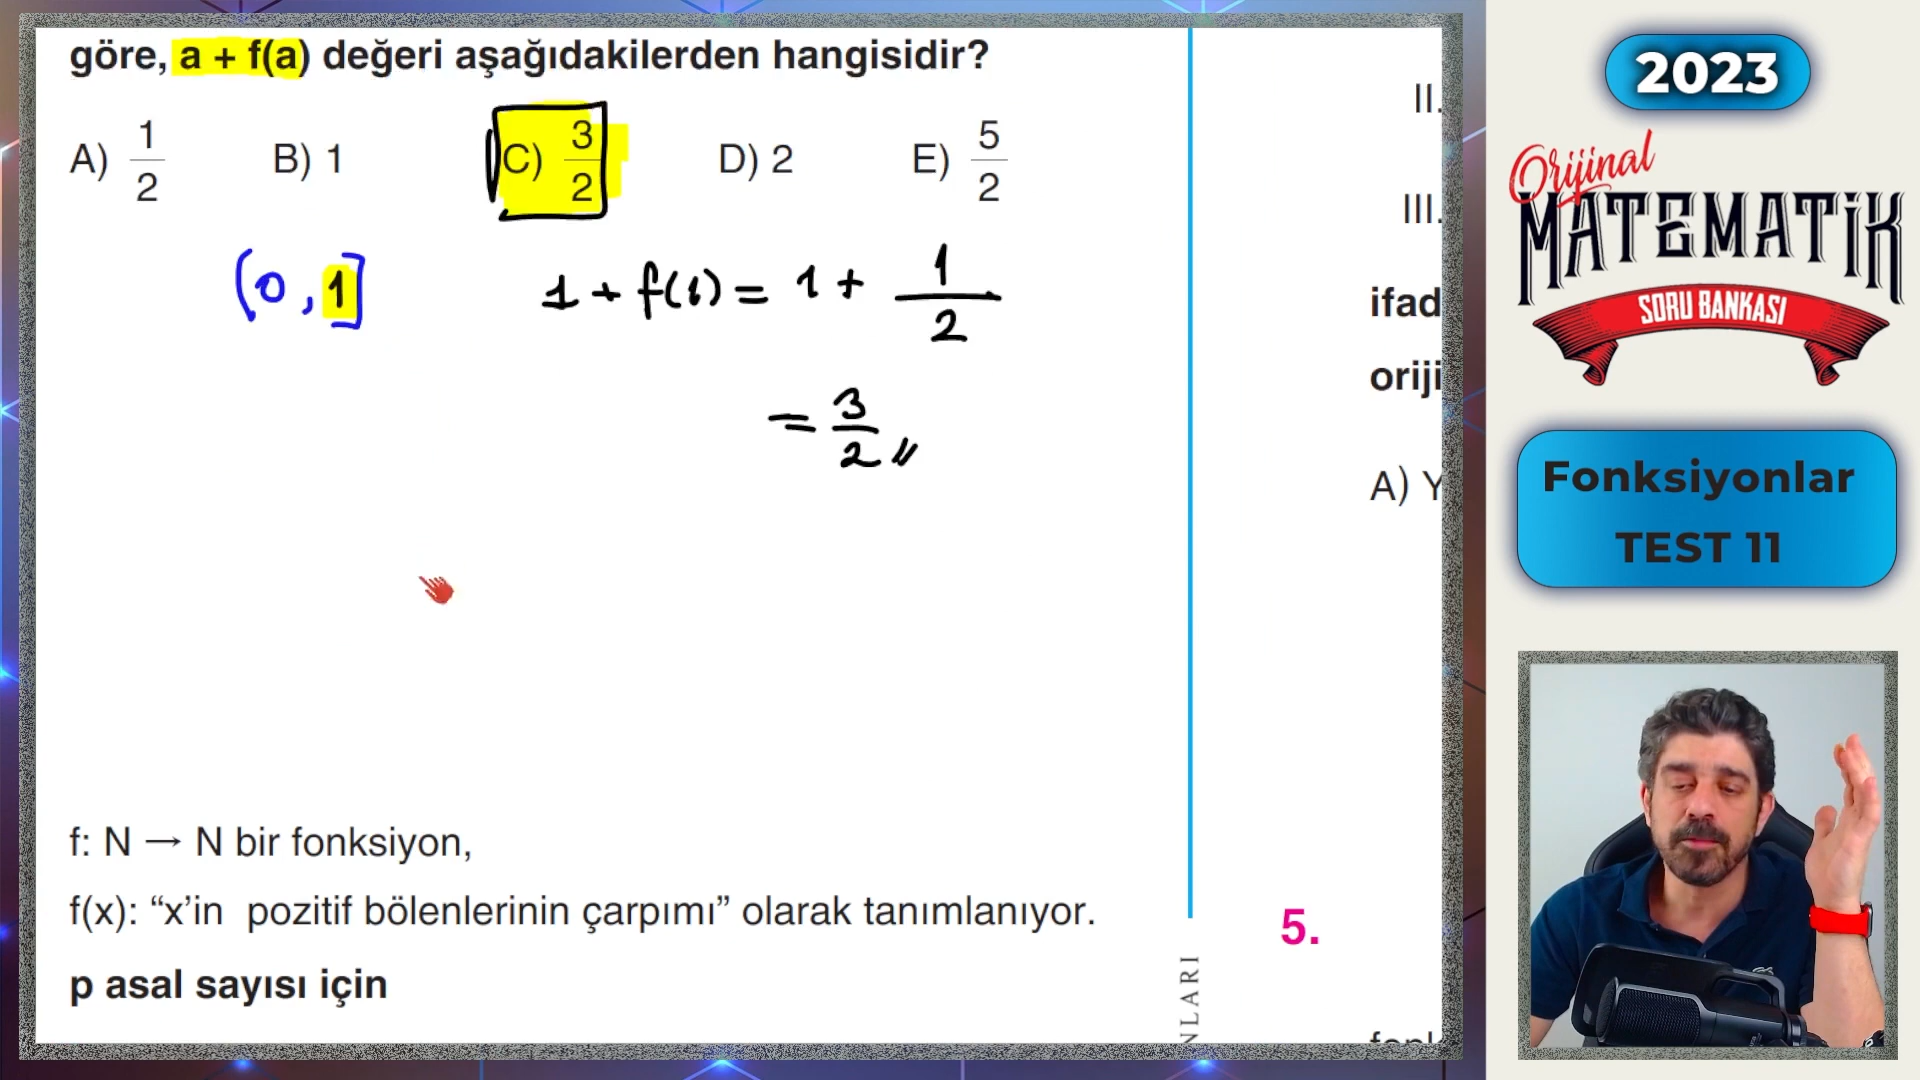 göre, a + f(a) değeri aşağıdakilerden hangisidir?
A) 1/2 B) 1 C) 3/2 D) 2 E) 5/2
(0, 1] 1 + f(1) = 1 + 1/2
= 3/2 //
f: N → N bir fonksiyon,
f(x): “x’in pozitif bölenlerinin çarpımı” olarak tanımlanıyor.
p asal sayısı için
NLARI
II.
III.
ifad
oriji
A) Y
5.
2023
Orijinal
MATEMATİK
SORU BANKASI
Fonksiyonlar
TEST 11